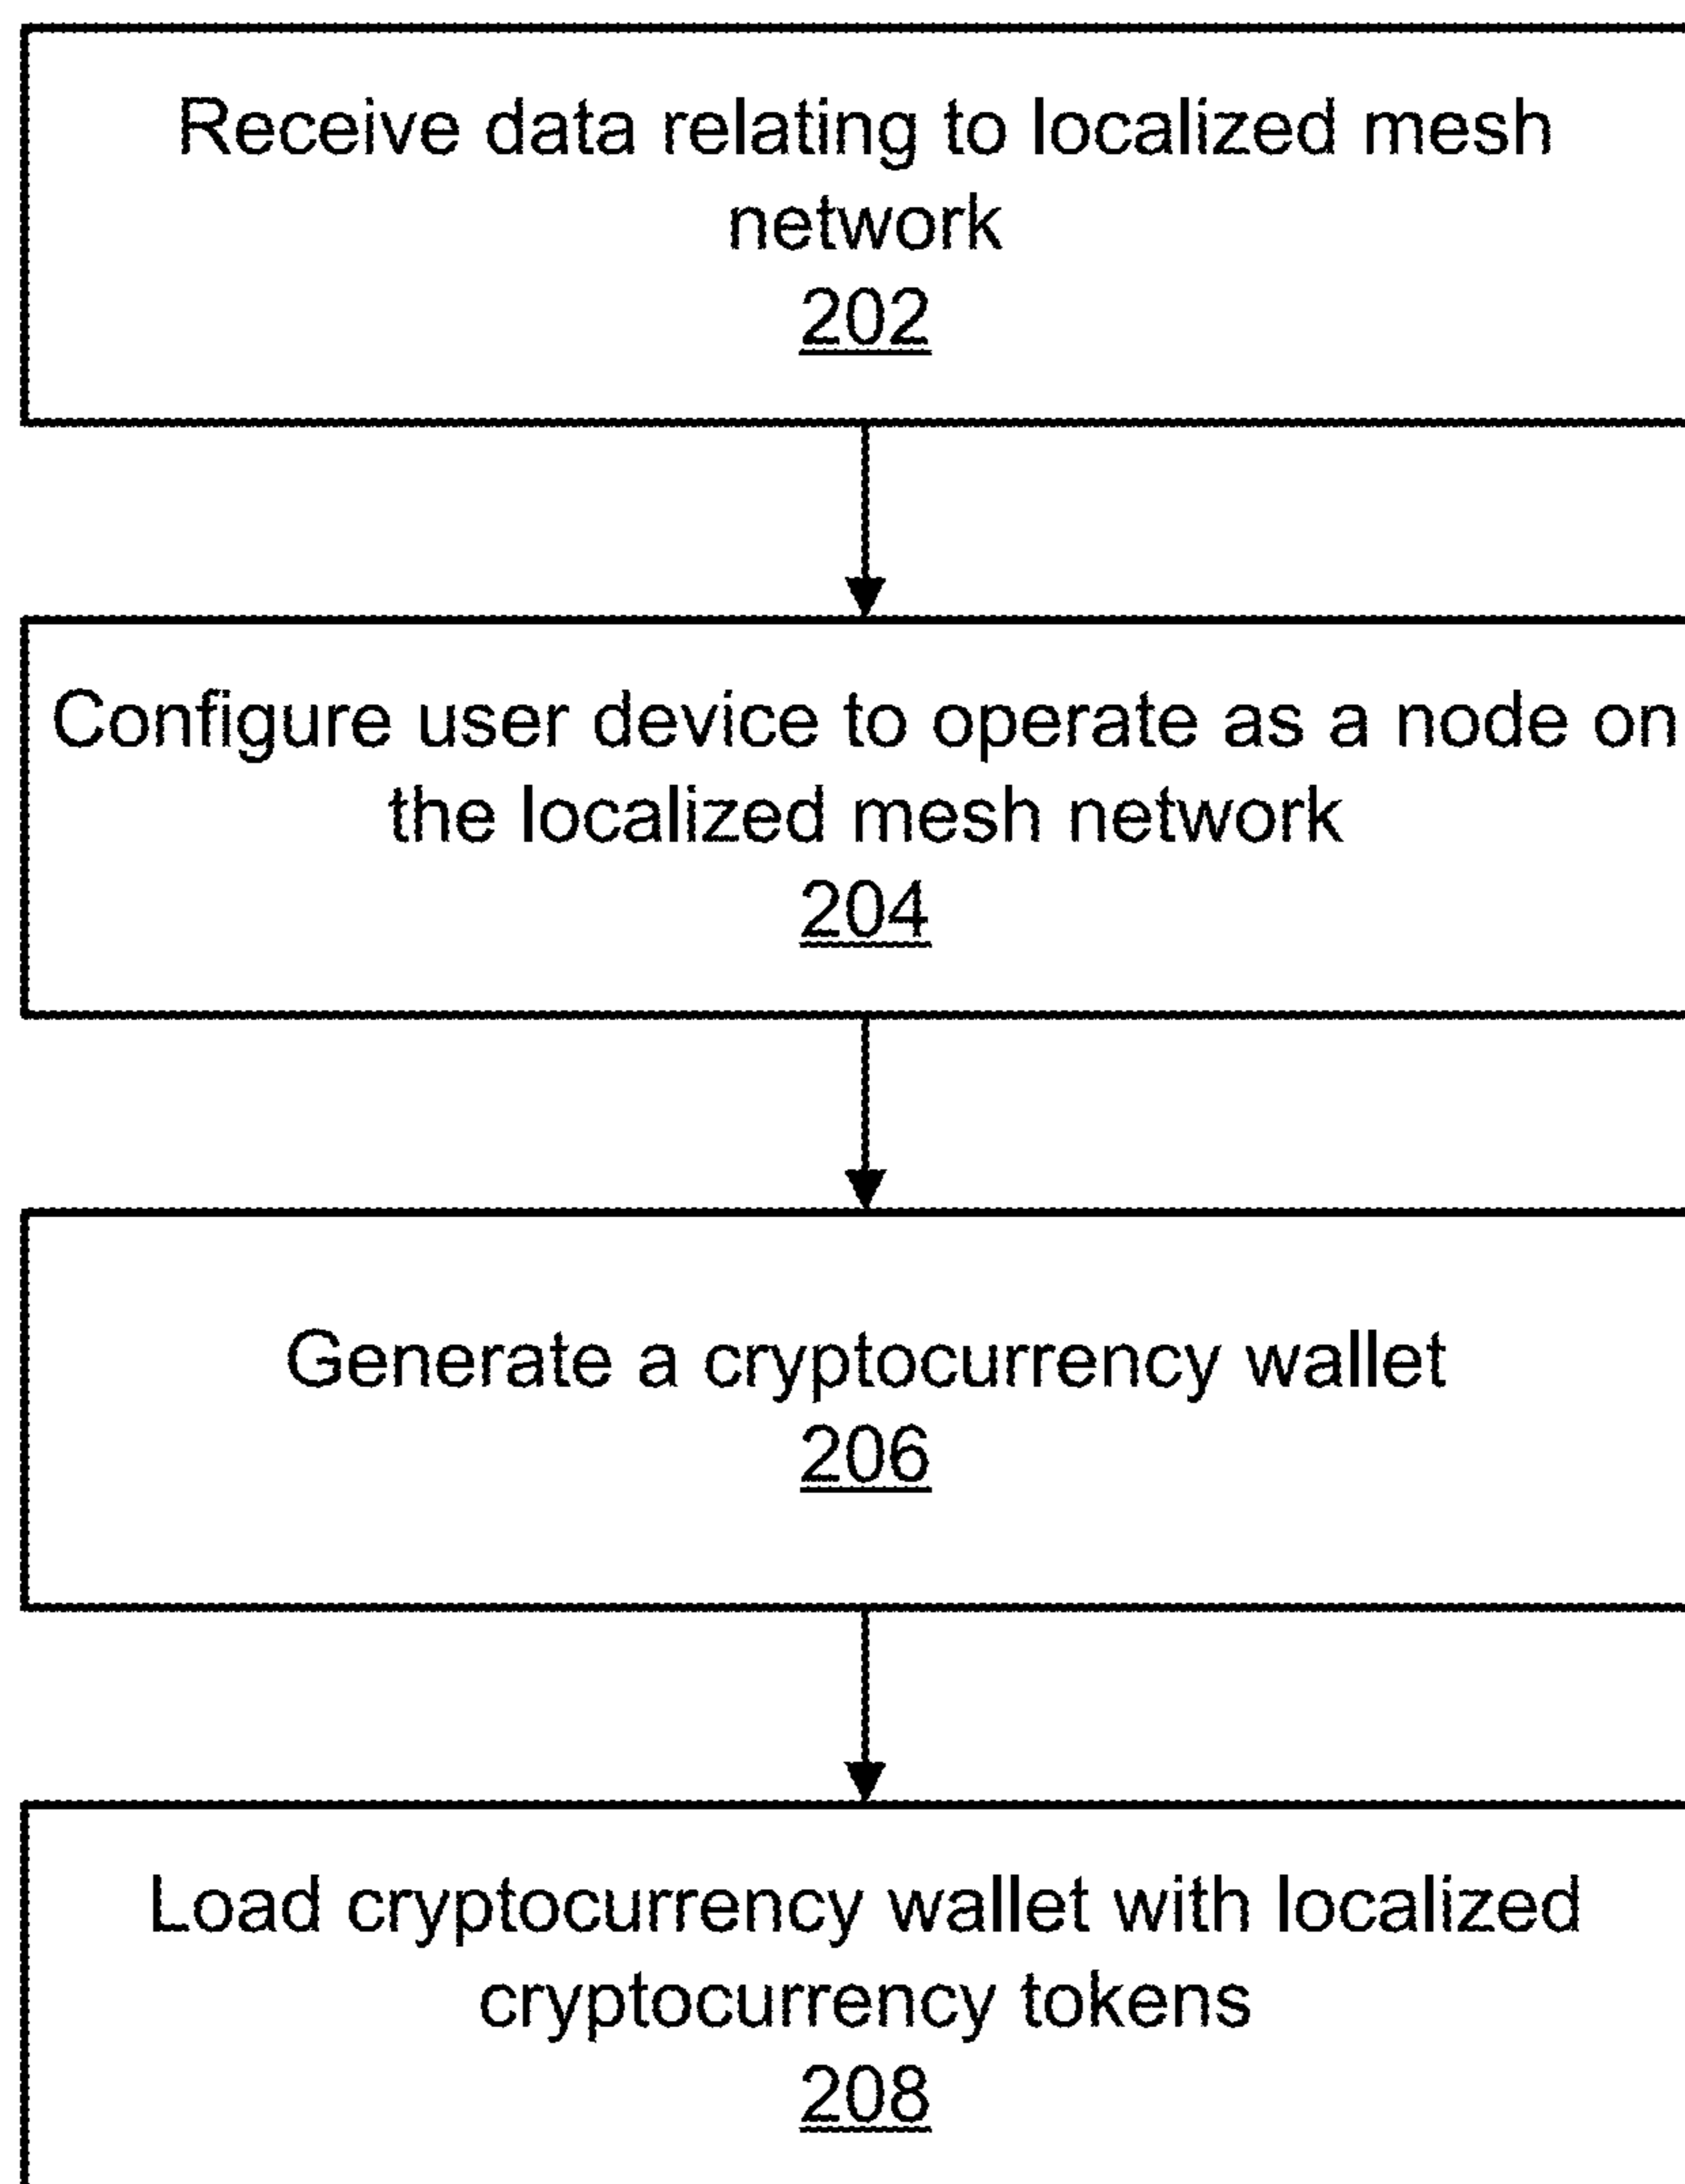 Receive data relating to localized mesh
network
202
Configure user device to operate as a node on
the localized mesh network
204
Generate a cryptocurrency wallet
206
Load cryptocurrency wallet with localized
cryptocurrency tokens
208